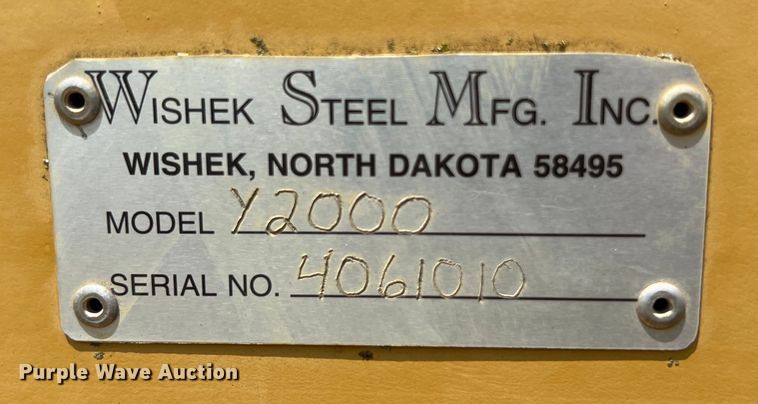 Wishek Steel Mfg. Inc.
WISHEK, NORTH DAKOTA 58495
MODEL Y2000
SERIAL NO. 4061010
Purple Wave Auction